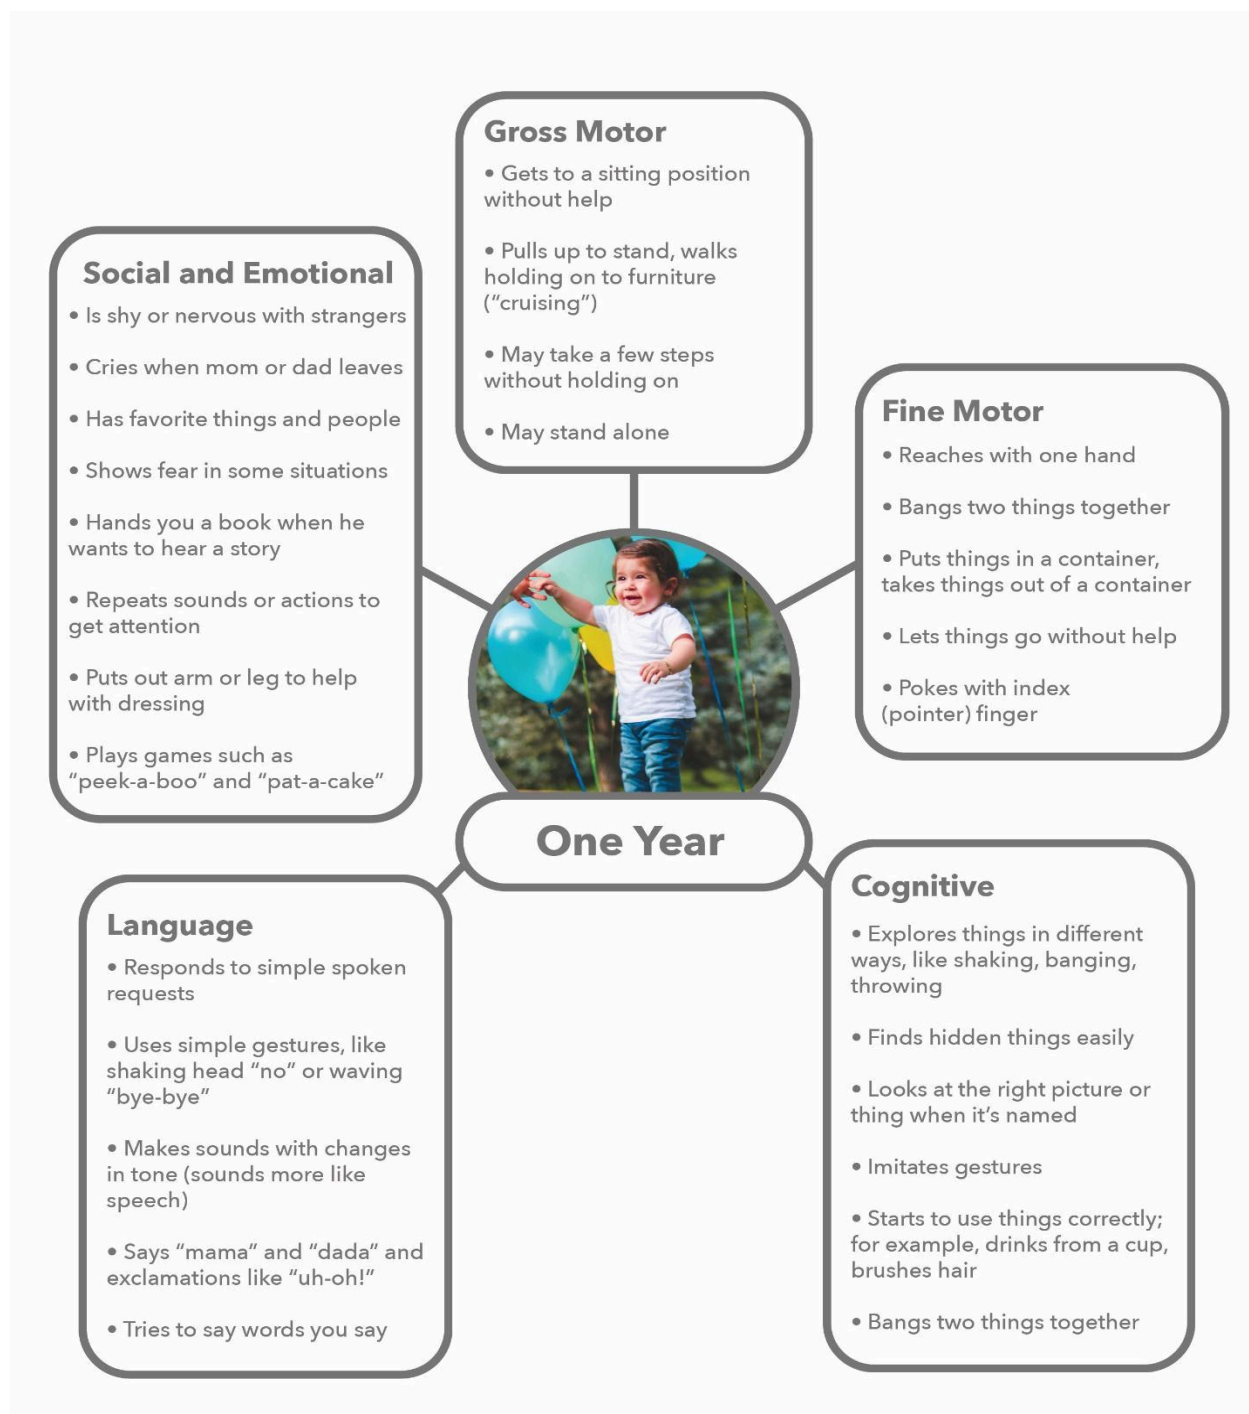 Gross Motor
• Gets to a sitting position
without help
• Pulls up to stand, walks
holding on to furniture
(“cruising”)
• May take a few steps
without holding on
• May stand alone
Social and Emotional
• Is shy or nervous with strangers
• Cries when mom or dad leaves
• Has favorite things and people
• Shows fear in some situations
• Hands you a book when he
wants to hear a story
• Repeats sounds or actions to
get attention
• Puts out arm or leg to help
with dressing
• Plays games such as
“peek-a-boo” and “pat-a-cake”
Fine Motor
• Reaches with one hand
• Bangs two things together
• Puts things in a container,
takes things out of a container
• Lets things go without help
• Pokes with index
(pointer) finger
One Year
Language
• Responds to simple spoken
requests
• Uses simple gestures, like
shaking head “no” or waving
“bye-bye”
• Makes sounds with changes
in tone (sounds more like
speech)
• Says “mama” and “dada” and
exclamations like “uh-oh!”
• Tries to say words you say
Cognitive
• Explores things in different
ways, like shaking, banging,
throwing
• Finds hidden things easily
• Looks at the right picture or
thing when it’s named
• Imitates gestures
• Starts to use things correctly;
for example, drinks from a cup,
brushes hair
• Bangs two things together